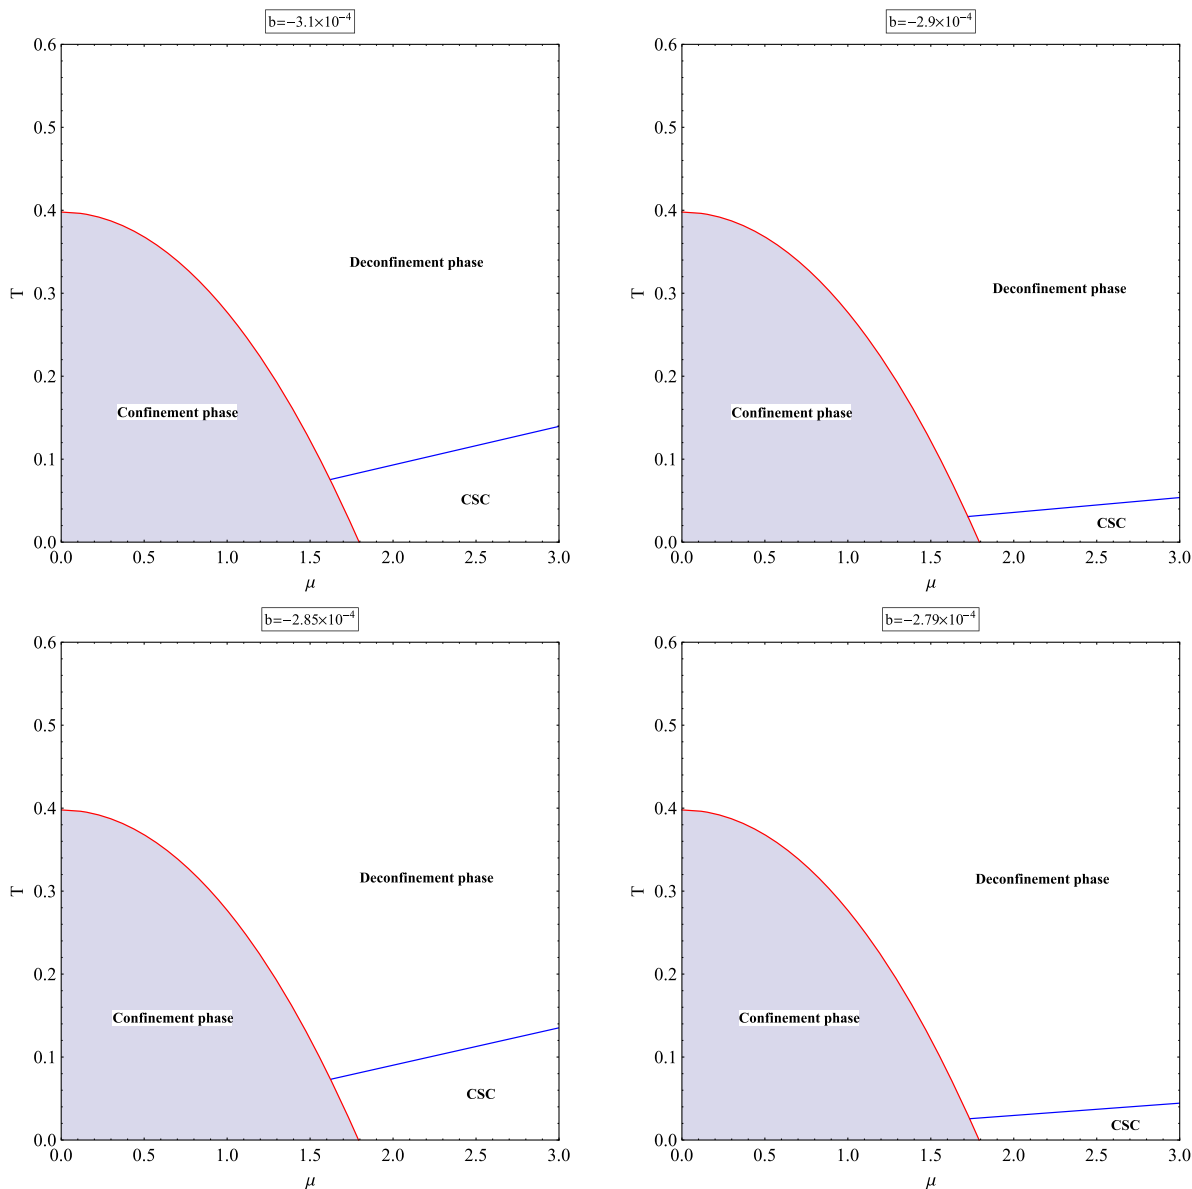 b=−3.1×10⁻⁴
0.6
0.5
0.4
0.3
0.2
0.1
0.0
T
Deconfinement phase
Confinement phase
CSC
0.0 0.5 1.0 1.5 2.0 2.5 3.0
μ
b=−2.9×10⁻⁴
0.6
0.5
0.4
0.3
0.2
0.1
0.0
T
Deconfinement phase
Confinement phase
CSC
0.0 0.5 1.0 1.5 2.0 2.5 3.0
μ
b=−2.85×10⁻⁴
0.6
0.5
0.4
0.3
0.2
0.1
0.0
T
Deconfinement phase
Confinement phase
CSC
0.0 0.5 1.0 1.5 2.0 2.5 3.0
μ
b=−2.79×10⁻⁴
0.6
0.5
0.4
0.3
0.2
0.1
0.0
T
Deconfinement phase
Confinement phase
CSC
0.0 0.5 1.0 1.5 2.0 2.5 3.0
μ